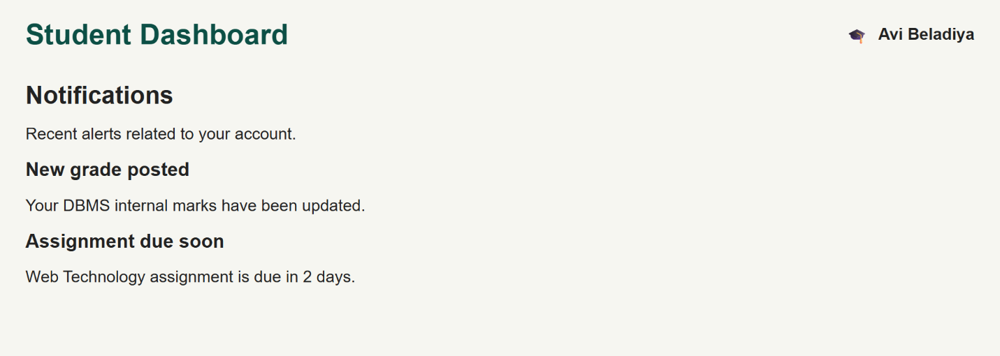 Student Dashboard
Avi Beladiya
Notifications
Recent alerts related to your account.
New grade posted
Your DBMS internal marks have been updated.
Assignment due soon
Web Technology assignment is due in 2 days.